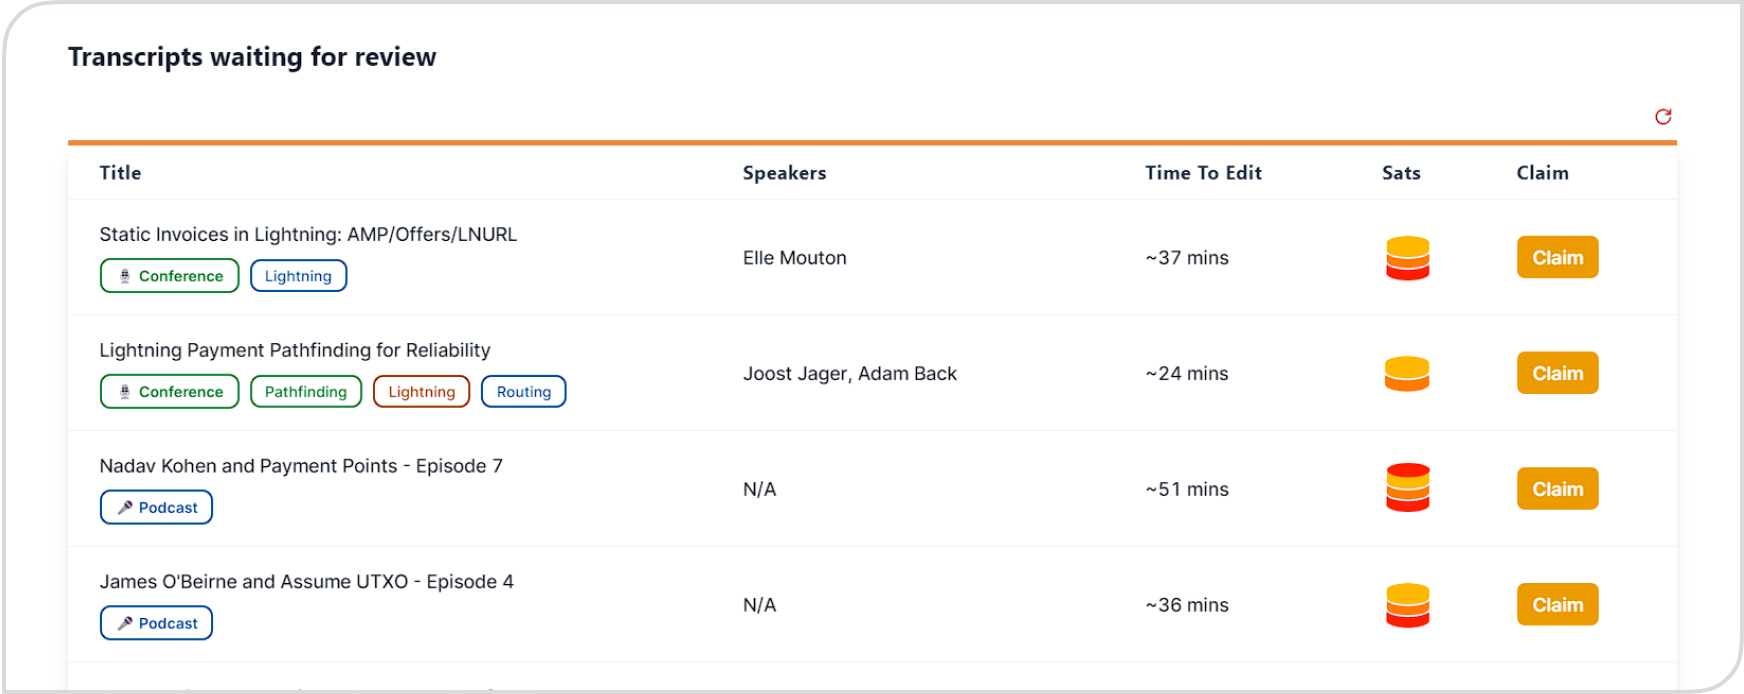 Transcripts waiting for review
Title Speakers Time To Edit Sats Claim
Static Invoices in Lightning: AMP/Offers/LNURL
Conference Lightning
Elle Mouton ~37 mins Claim
Lightning Payment Pathfinding for Reliability
Conference Pathfinding Lightning Routing
Joost Jager, Adam Back ~24 mins Claim
Nadav Kohen and Payment Points - Episode 7
Podcast
N/A ~51 mins Claim
James O'Beirne and Assume UTXO - Episode 4
Podcast
N/A ~36 mins Claim